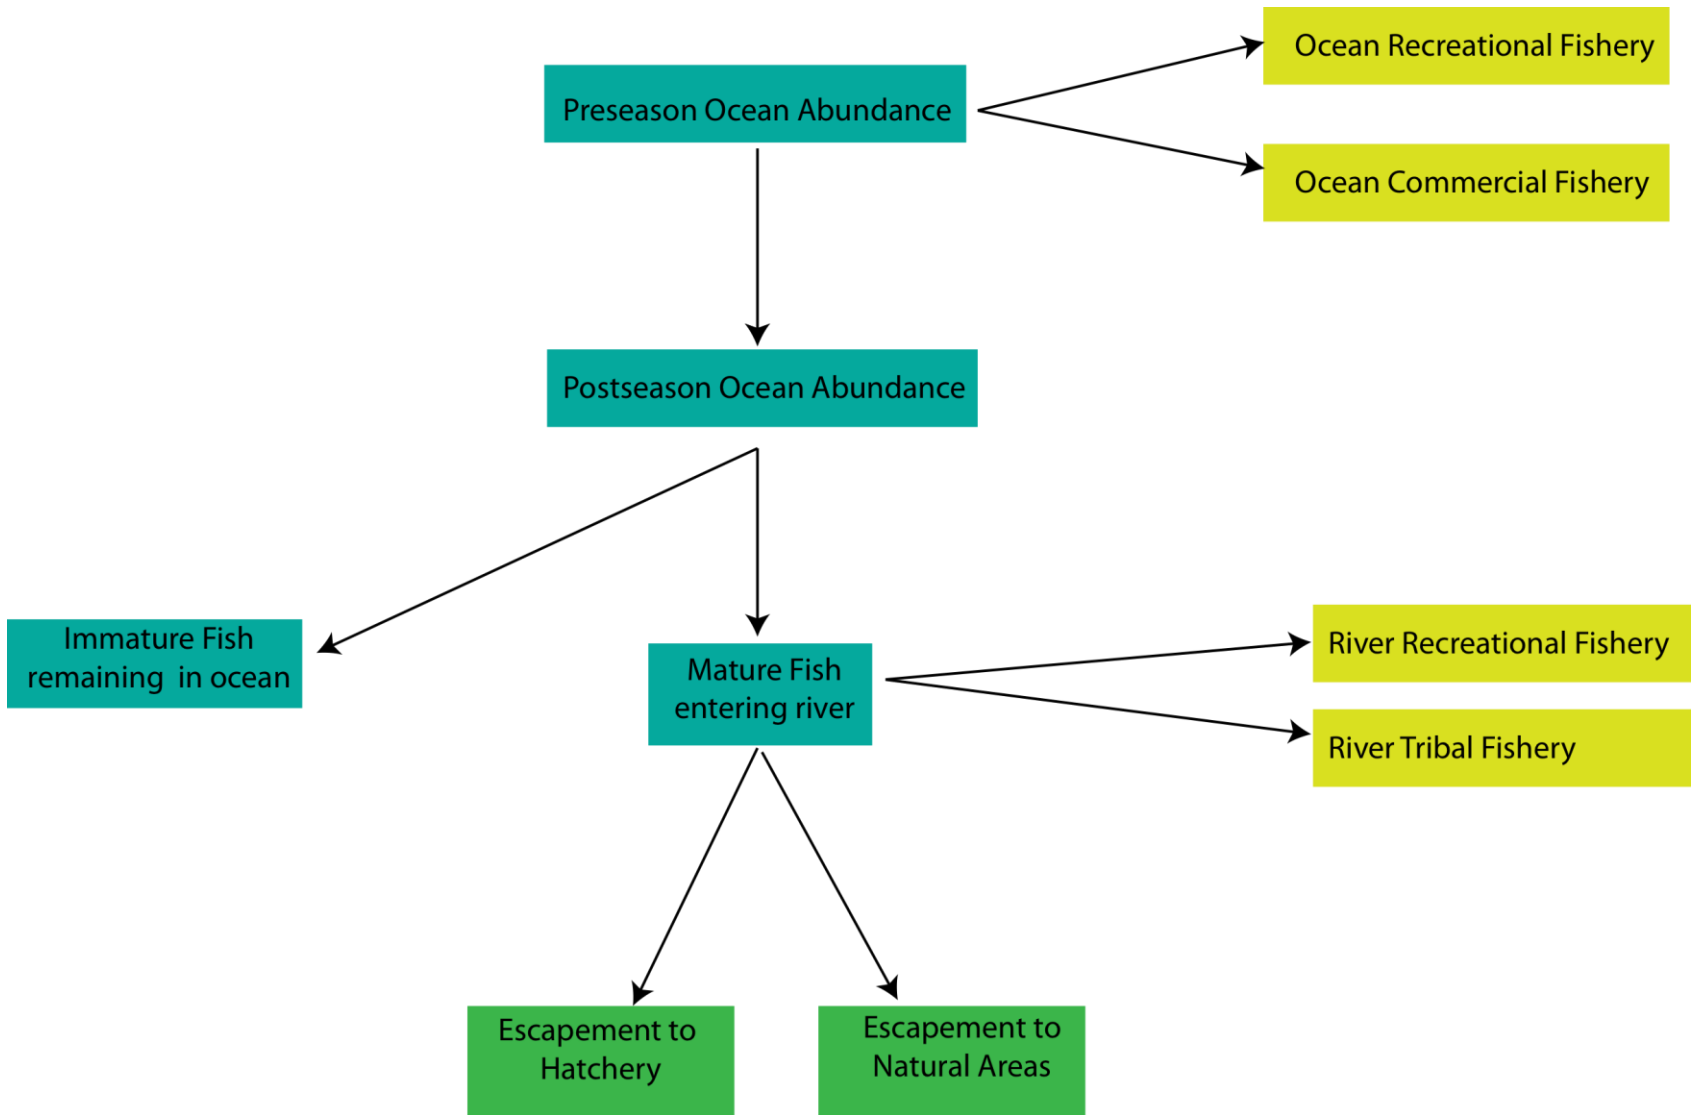 Ocean Recreational Fishery
Preseason Ocean Abundance
Ocean Commercial Fishery
Postseason Ocean Abundance
Immature Fish
remaining in ocean
Mature Fish
entering river
River Recreational Fishery
River Tribal Fishery
Escapement to
Hatchery
Escapement to
Natural Areas